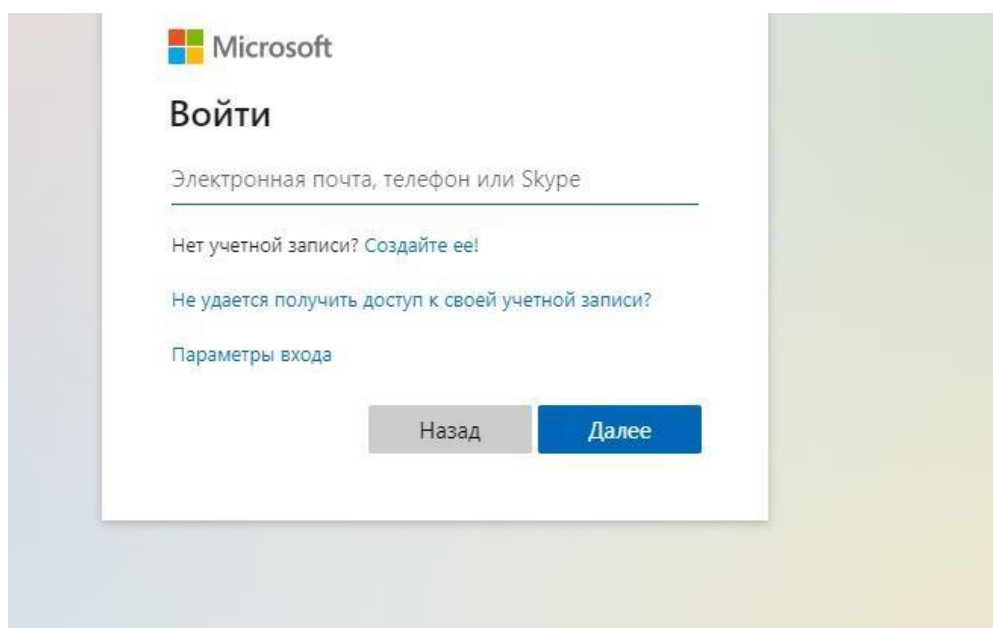 Microsoft
Войти
Электронная почта, телефон или Skype
Нет учетной записи? Создайте ее!
Не удается получить доступ к своей учетной записи?
Параметры входа
Назад Далее